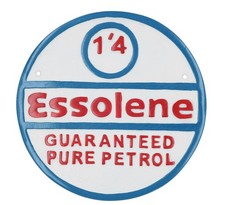 1'4
Essolene
GUARANTEED
PURE PETROL